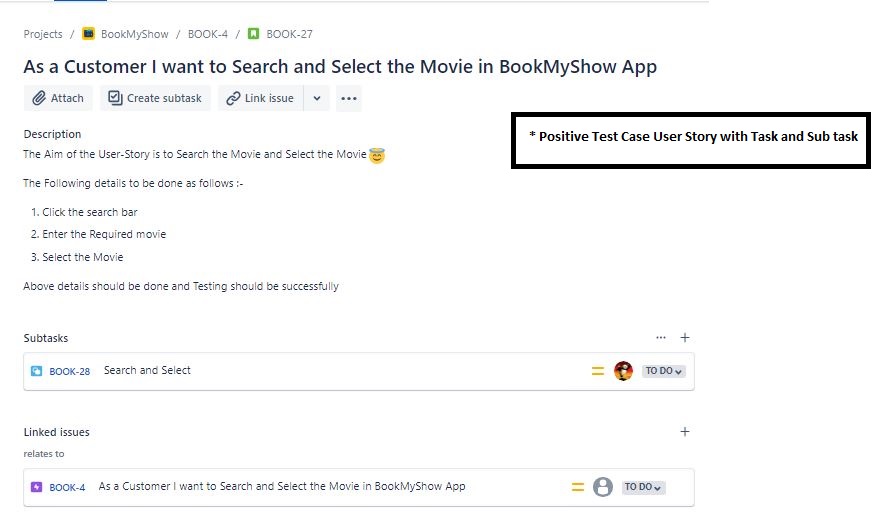 Projects / BookMyShow / BOOK-4 / BOOK-27
As a Customer I want to Search and Select the Movie in BookMyShow App
Attach Create subtask Link issue
* Positive Test Case User Story with Task and Sub task
Description
The Aim of the User-Story is to Search the Movie and Select the Movie
The Following details to be done as follows :-
1. Click the search bar
2. Enter the Required movie
3. Select the Movie
Above details should be done and Testing should be successfully
Subtasks
BOOK-28 Search and Select TO DO
Linked issues
relates to
BOOK-4 As a Customer I want to Search and Select the Movie in BookMyShow App TO DO